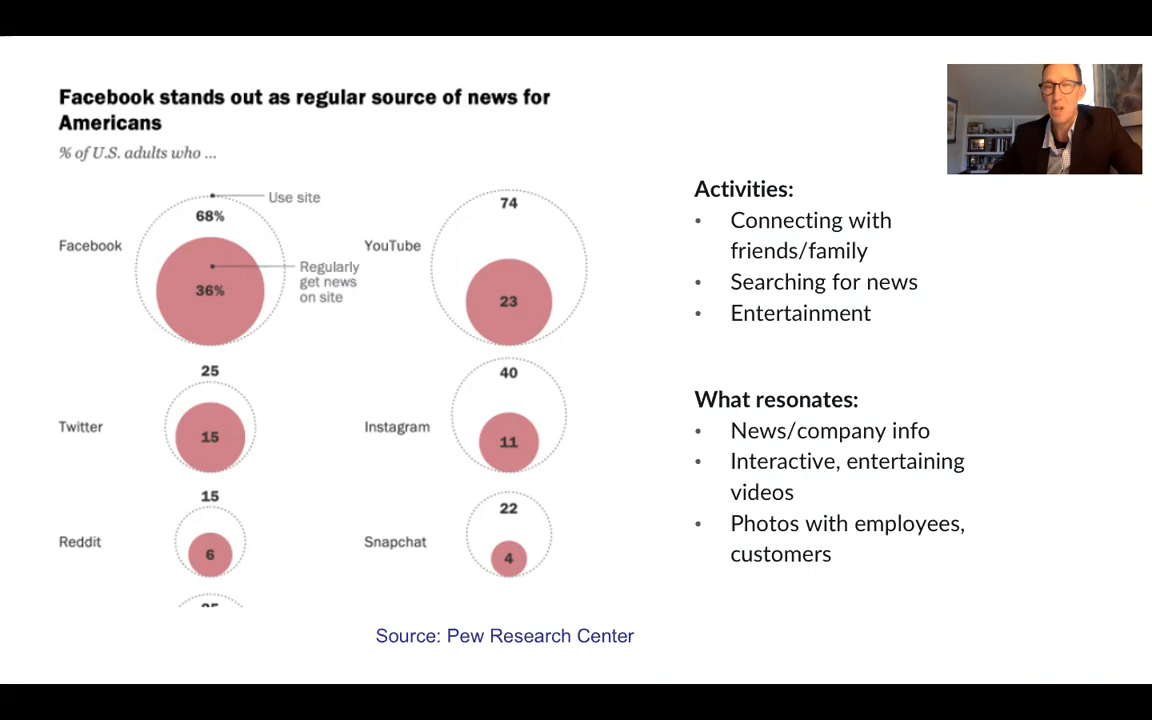 Facebook stands out as regular source of news for
Americans
% of U.S. adults who ...
Use site
68%
Facebook
Regularly
get news
on site
36%
YouTube
74
23
25
Twitter
15
40
Instagram
11
15
Reddit
6
22
Snapchat
4
Source: Pew Research Center
Activities:
• Connecting with
friends/family
• Searching for news
• Entertainment
What resonates:
• News/company info
• Interactive, entertaining
videos
• Photos with employees,
customers